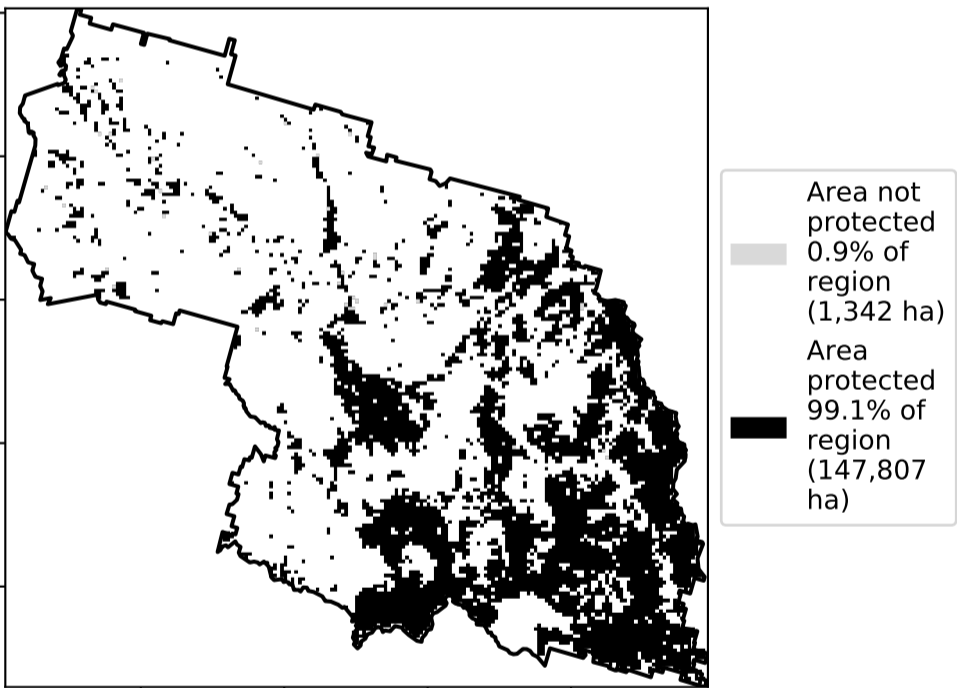 Area not
protected
0.9% of
region
(1,342 ha)
Area
protected
99.1% of
region
(147,807
ha)